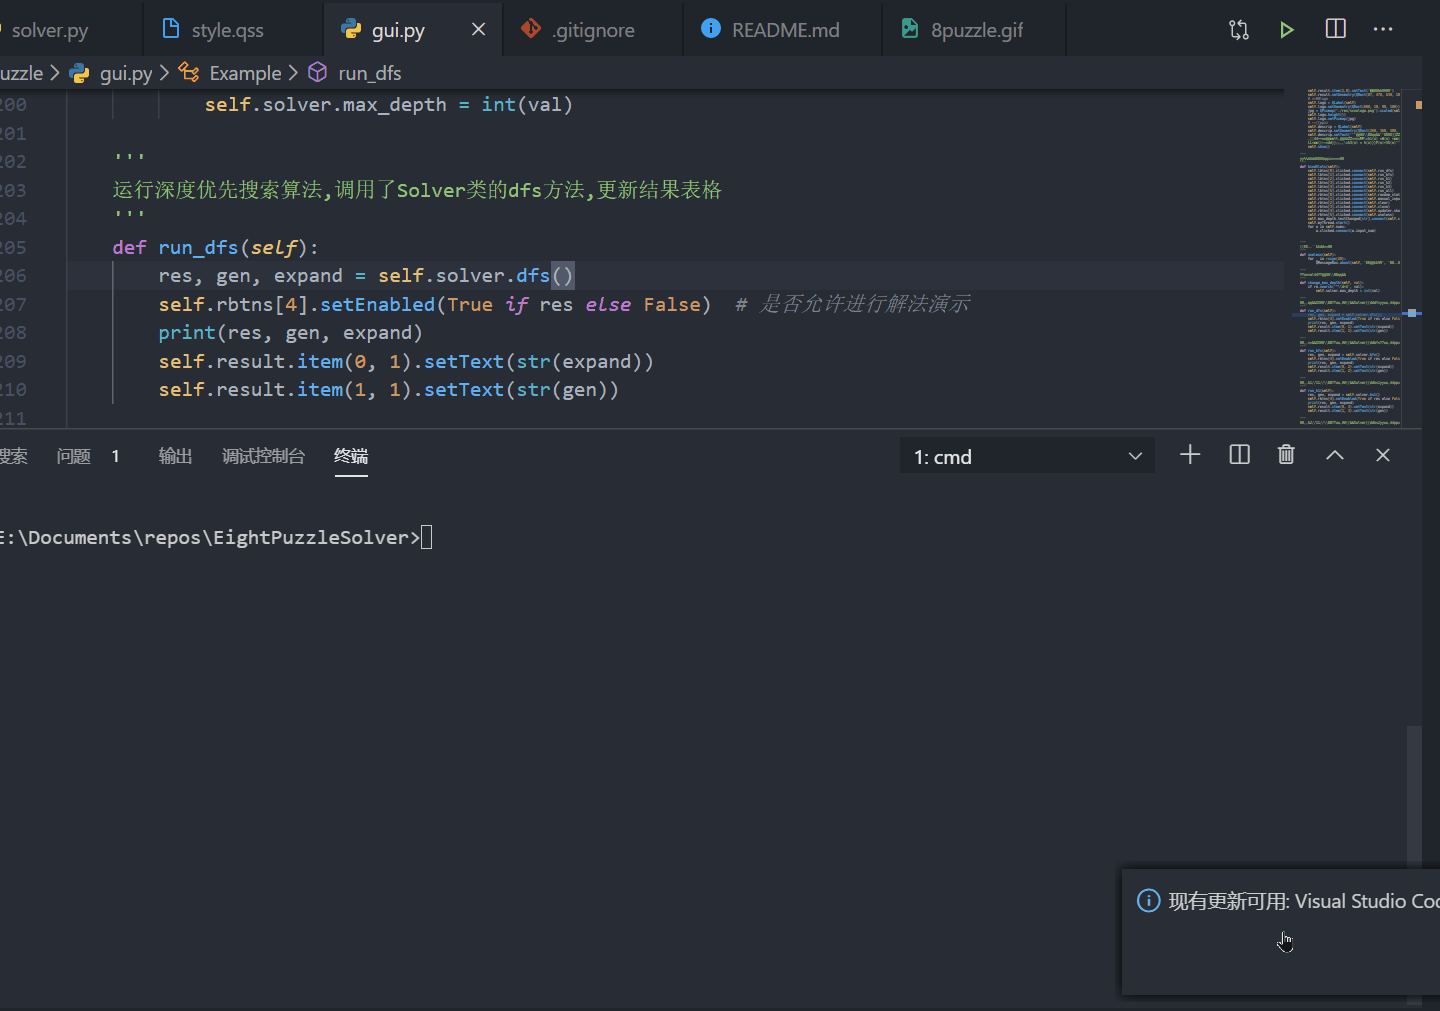 solver.py style.qss gui.py .gitignore README.md 8puzzle.gif
uzzle > gui.py > Example > run_dfs
200 self.solver.max_depth = int(val)
201
202 '''
203 运行深度优先搜索算法,调用了Solver类的dfs方法,更新结果表格
204 '''
205 def run_dfs(self):
206 res, gen, expand = self.solver.dfs()
207 self.rbtns[4].setEnabled(True if res else False) # 是否允许进行解法演示
208 print(res, gen, expand)
209 self.result.item(0, 1).setText(str(expand))
210 self.result.item(1, 1).setText(str(gen))
211
搜索 问题 1 输出 调试控制台 终端 1: cmd
E:\Documents\repos\EightPuzzleSolver>
现有更新可用: Visual Studio Cod